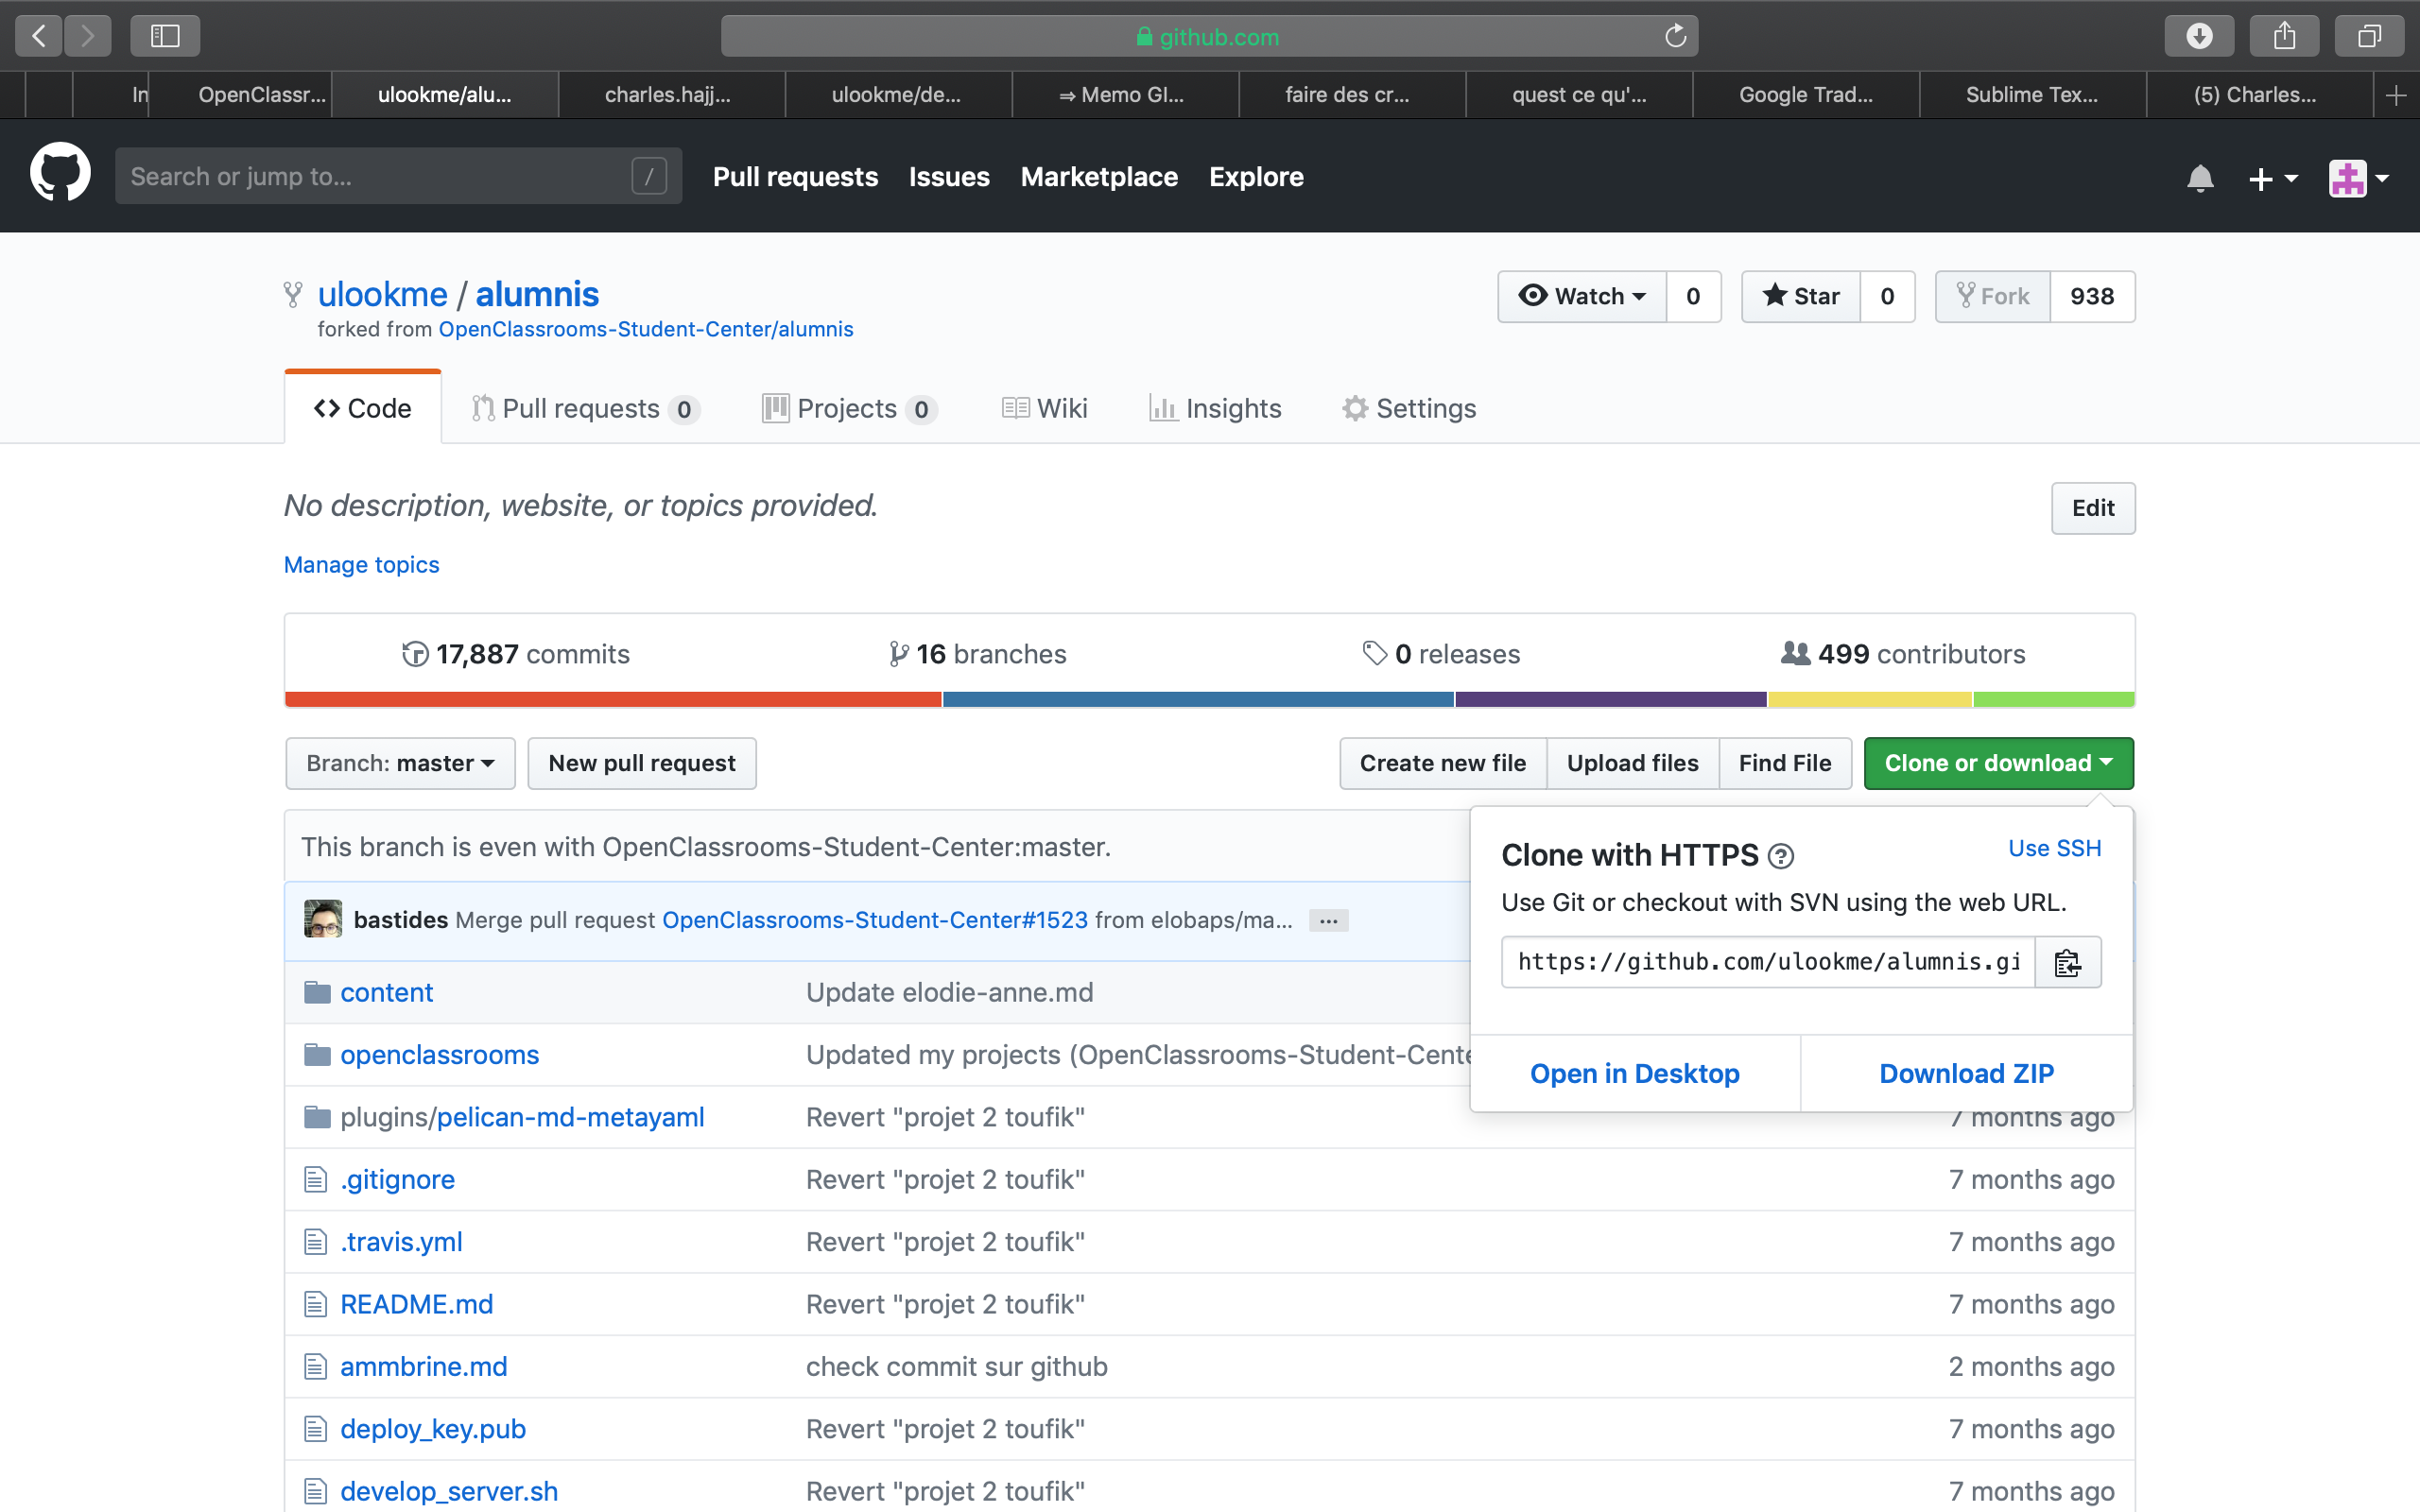 github.com
In
OpenClassr...
ulookme/alu...
charles.hajj...
ulookme/de...
⇒ Memo GI...
faire des cr...
quest ce qu'...
Google Trad...
Sublime Tex...
(5) Charles...
Search or jump to... /
Pull requests Issues Marketplace Explore
ulookme / alumnis
forked from OpenClassrooms-Student-Center/alumnis
Watch 0
Star 0
Fork 938
Code
Pull requests 0
Projects 0
Wiki
Insights
Settings
No description, website, or topics provided.
Edit
Manage topics
17,887 commits
16 branches
0 releases
499 contributors
Branch: master
New pull request
Create new file
Upload files
Find File
Clone or download
This branch is even with OpenClassrooms-Student-Center:master.
Clone with HTTPS
Use SSH
Use Git or checkout with SVN using the web URL.
https://github.com/ulookme/alumnis.gi
Open in Desktop
Download ZIP
bastides Merge pull request OpenClassrooms-Student-Center#1523 from elobaps/ma... ...
content Update elodie-anne.md
openclassrooms Updated my projects (OpenClassrooms-Student-Cente
plugins/pelican-md-metayaml Revert "projet 2 toufik" 7 months ago
.gitignore Revert "projet 2 toufik" 7 months ago
.travis.yml Revert "projet 2 toufik" 7 months ago
README.md Revert "projet 2 toufik" 7 months ago
ammbrine.md check commit sur github 2 months ago
deploy_key.pub Revert "projet 2 toufik" 7 months ago
develop_server.sh Revert "projet 2 toufik" 7 months ago